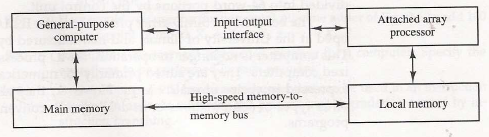 General-purpose
computer
Input-output
interface
Attached array
processor
Main memory
High-speed memory-to-
memory bus
Local memory